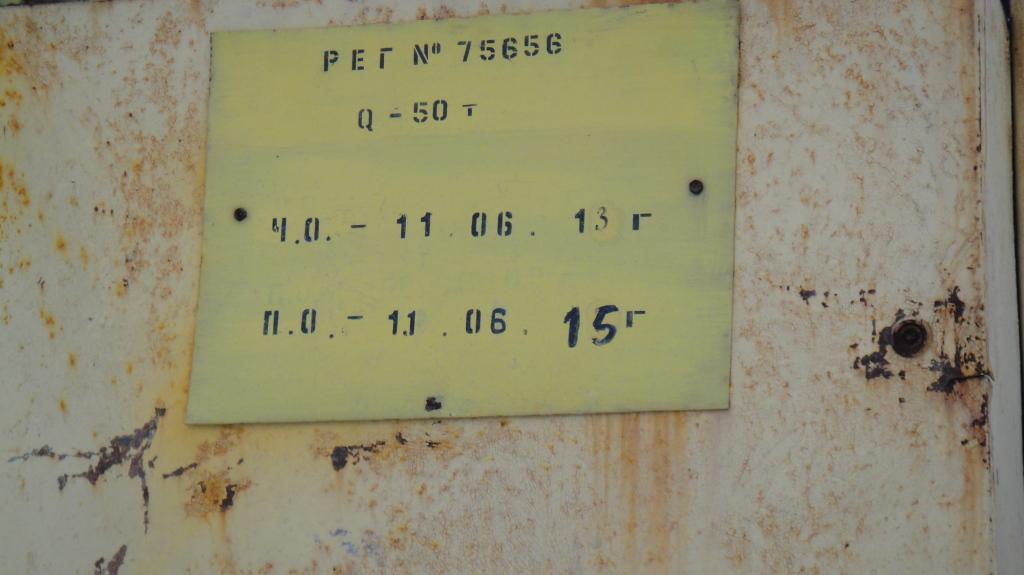 РЕГ № 75656
Q - 50 т
Ч.О. - 11.06.13 г
П.О. - 11.06.15 г